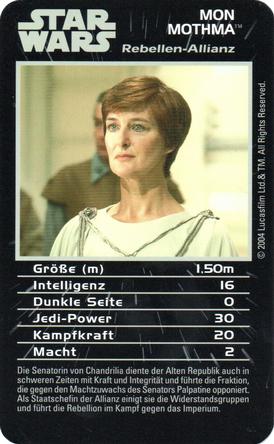 STAR
WARS
MON
MOTHMA™
Rebellen-Allianz
© 2004 Lucasfilm Ltd.& TM. All Rights Reserved.
Größe (m) 1,50m
Intelligenz 16
Dunkle Seite 0
Jedi-Power 30
Kampfkraft 20
Macht 2
Die Senatorin von Chandrilia diente der Alten Republik auch in
schweren Zeiten mit Kraft und Integrität und führte die Fraktion,
die gegen den Machtzuwachs des Senators Palpatine opponiert.
Als Staatschefin der Allianz einigt sie die Widerstandsgruppen
und führt die Rebellion im Kampf gegen das Imperium.